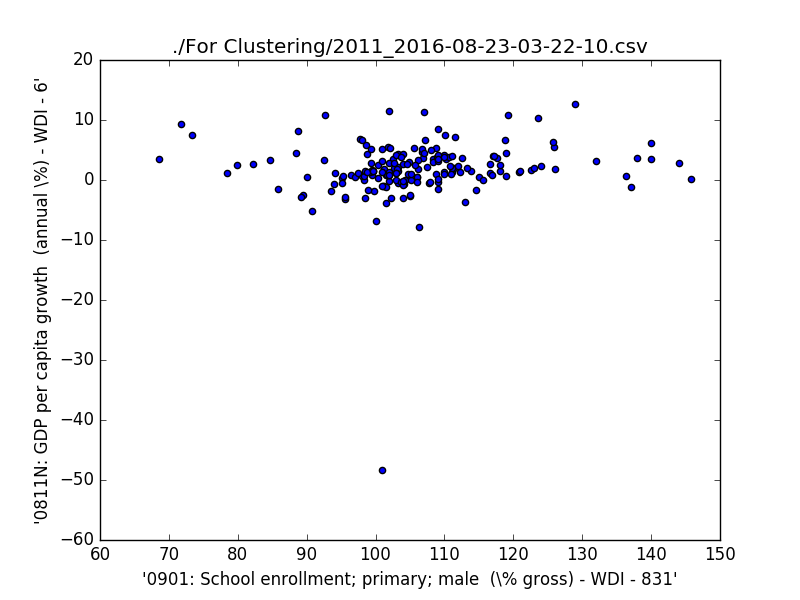 ./For Clustering/2011_2016-08-23-03-22-10.csv
20
10
0
−10
−20
−30
−40
−50
−60
'0811N: GDP per capita growth  (annual \%) - WDI - 6'
60 70 80 90 100 110 120 130 140 150
'0901: School enrollment; primary; male  (\% gross) - WDI - 831'